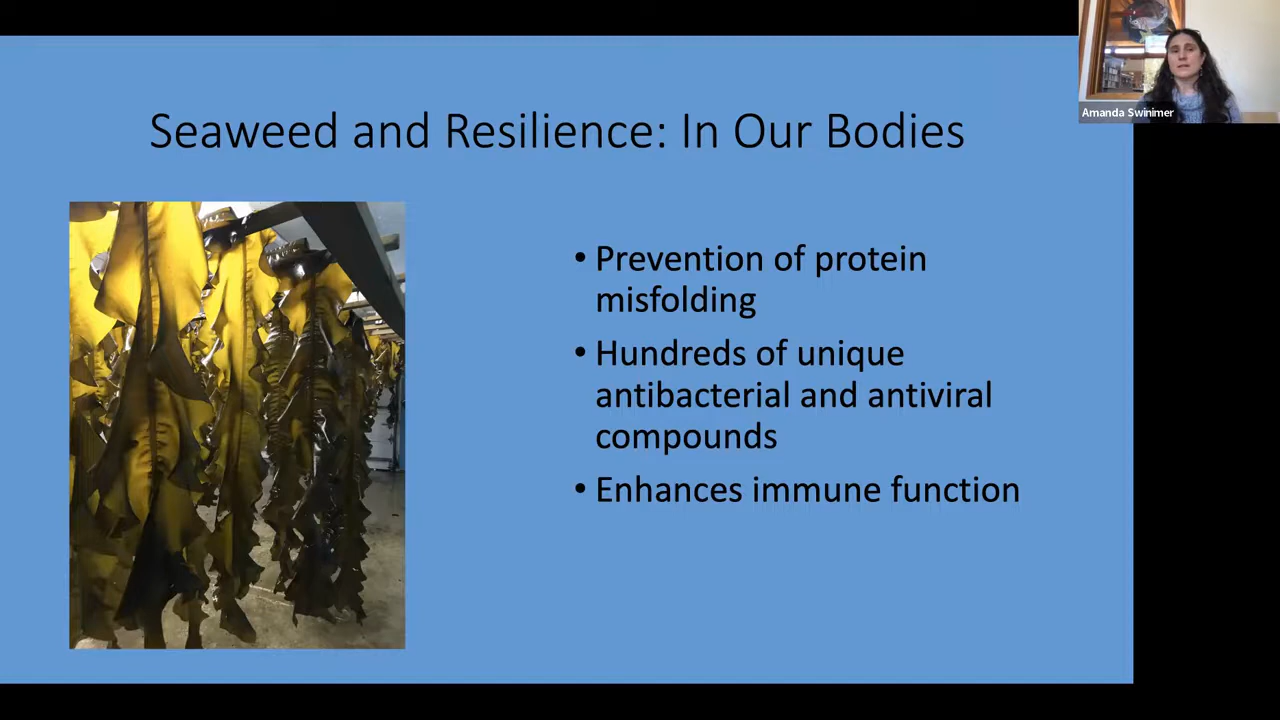 Seaweed and Resilience: In Our Bodies
• Prevention of protein
misfolding
• Hundreds of unique
antibacterial and antiviral
compounds
• Enhances immune function
Amanda Swinimer